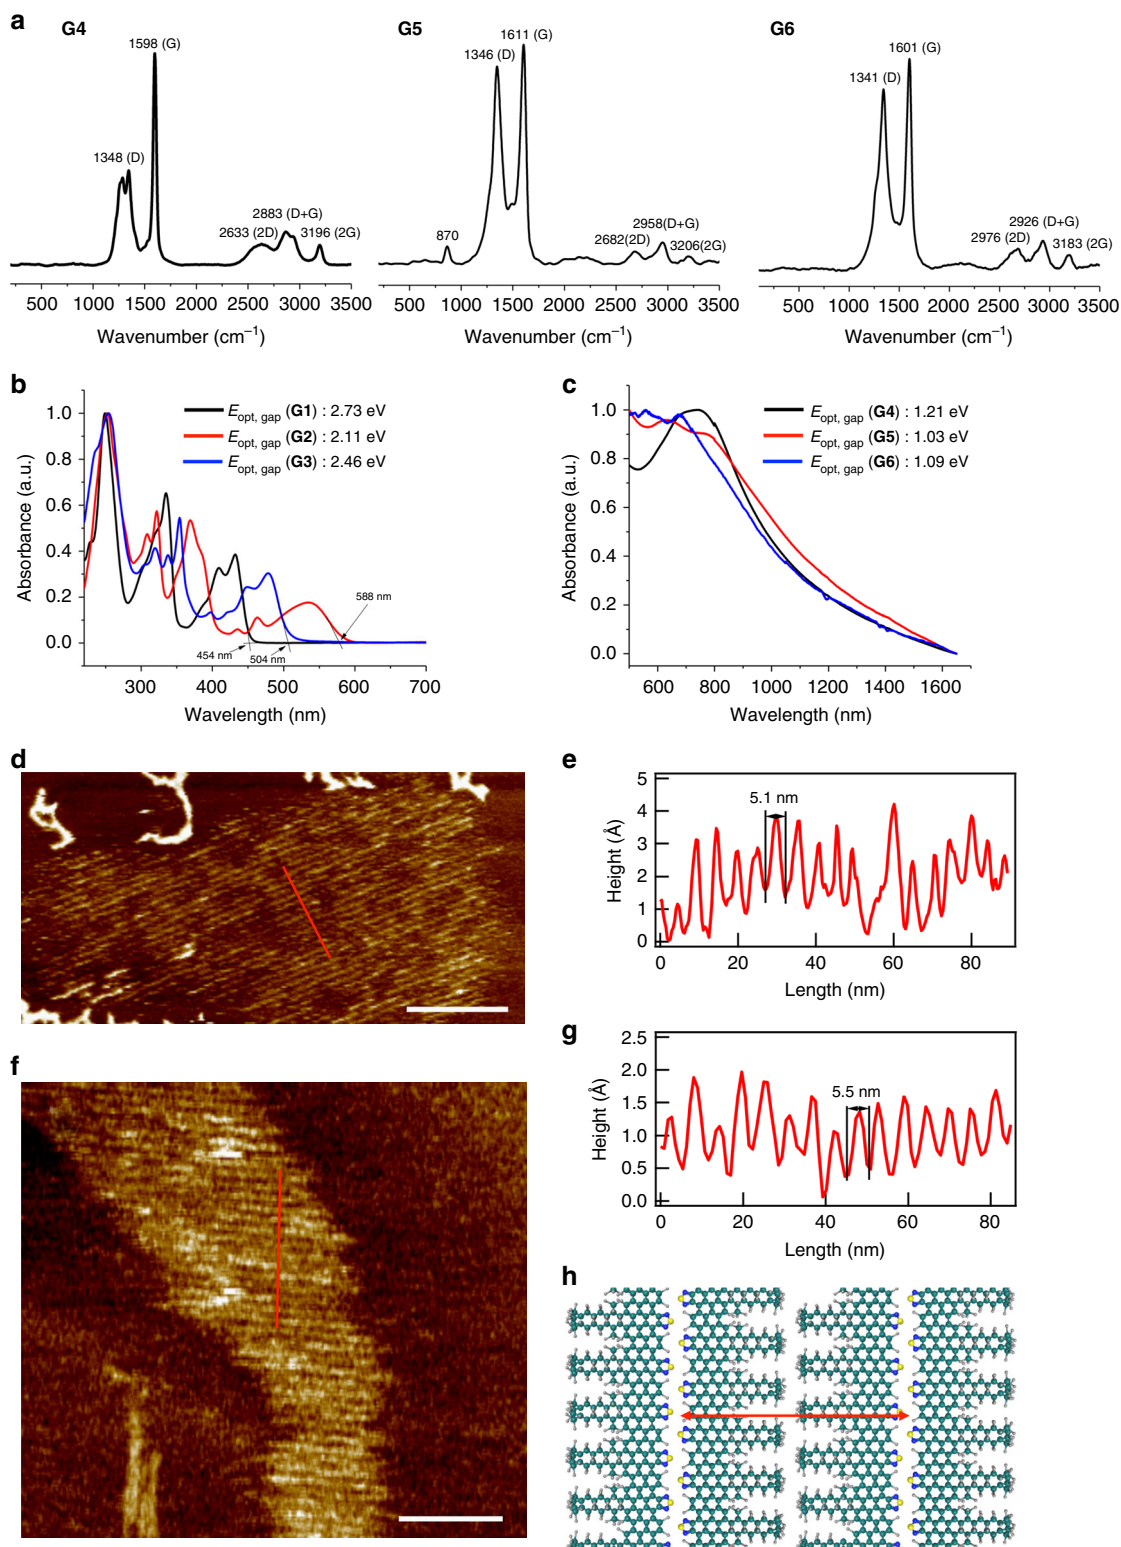 a
G4
1598 (G)
1348 (D)
2883 (D+G)
2633 (2D)
3196 (2G)
500 1000 1500 2000 2500 3000 3500
Wavenumber (cm⁻¹)
G5
1611 (G)
1346 (D)
870
2958(D+G)
2682(2D)
3206(2G)
500 1000 1500 2000 2500 3000 3500
Wavenumber (cm⁻¹)
G6
1601 (G)
1341 (D)
2926 (D+G)
2976 (2D)
3183 (2G)
500 1000 1500 2000 2500 3000 3500
Wavenumber (cm⁻¹)
b
Absorbance (a.u.)
1.0
0.8
0.6
0.4
0.2
0.0
Eopt, gap (G1) : 2.73 eV
Eopt, gap (G2) : 2.11 eV
Eopt, gap (G3) : 2.46 eV
588 nm
454 nm
504 nm
300 400 500 600 700
Wavelength (nm)
c
Absorbance (a.u.)
1.0
0.8
0.6
0.4
0.2
0.0
Eopt, gap (G4) : 1.21 eV
Eopt, gap (G5) : 1.03 eV
Eopt, gap (G6) : 1.09 eV
600 800 1000 1200 1400 1600
Wavelength (nm)
d
e
Height (Å)
5
4
3
2
1
0
5.1 nm
0 20 40 60 80
Length (nm)
f
g
Height (Å)
2.5
2.0
1.5
1.0
0.5
0.0
5.5 nm
0 20 40 60 80
Length (nm)
h